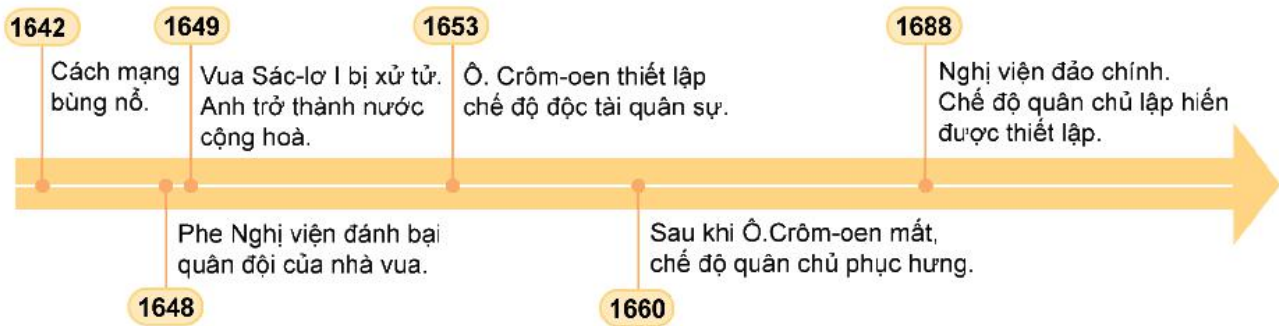 1642
Cách mạng
bùng nổ.
1649
Vua Sác-lơ I bị xử tử.
Anh trở thành nước
cộng hoà.
1653
Ô. Crôm-oen thiết lập
chế độ độc tài quân sự.
1688
Nghị viện đảo chính.
Chế độ quân chủ lập hiến
được thiết lập.
Phe Nghị viện đánh bại
quân đội của nhà vua.
1648
Sau khi Ô.Crôm-oen mất,
chế độ quân chủ phục hưng.
1660